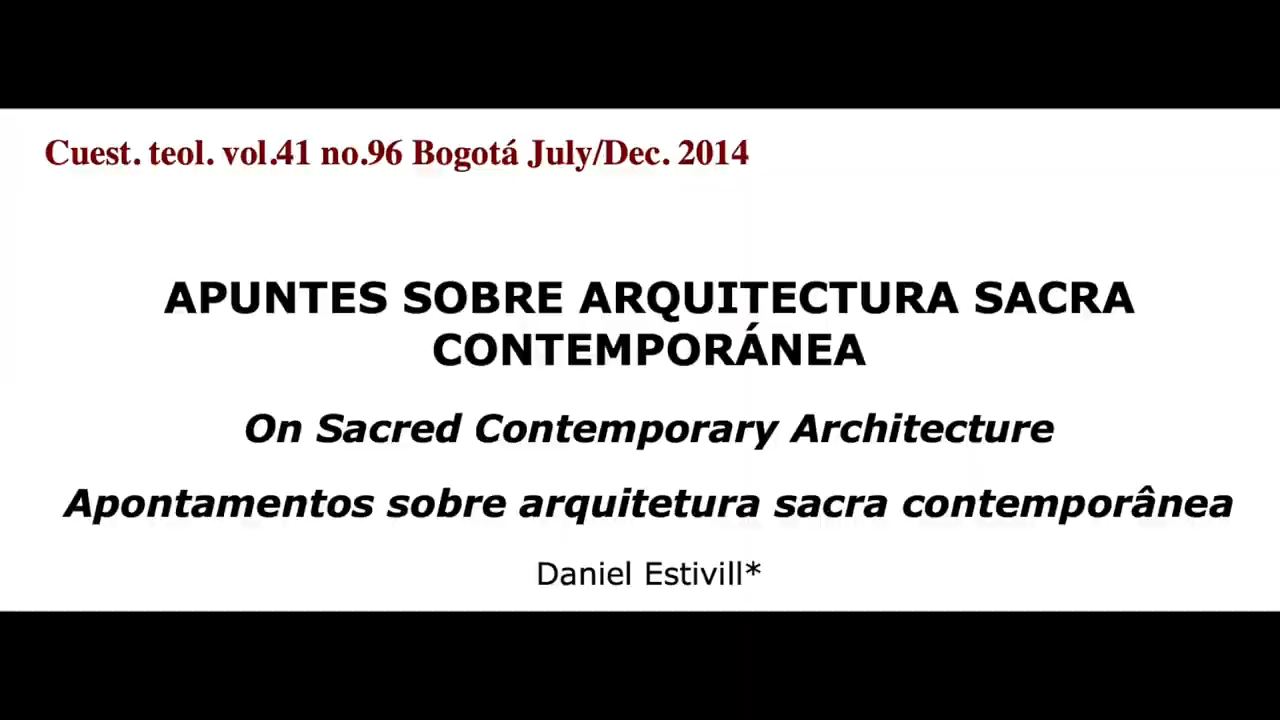 Cuest. teol. vol.41 no.96 Bogotá July/Dec. 2014
APUNTES SOBRE ARQUITECTURA SACRA
CONTEMPORÁNEA
On Sacred Contemporary Architecture
Apontamentos sobre arquitetura sacra contemporânea
Daniel Estivill*